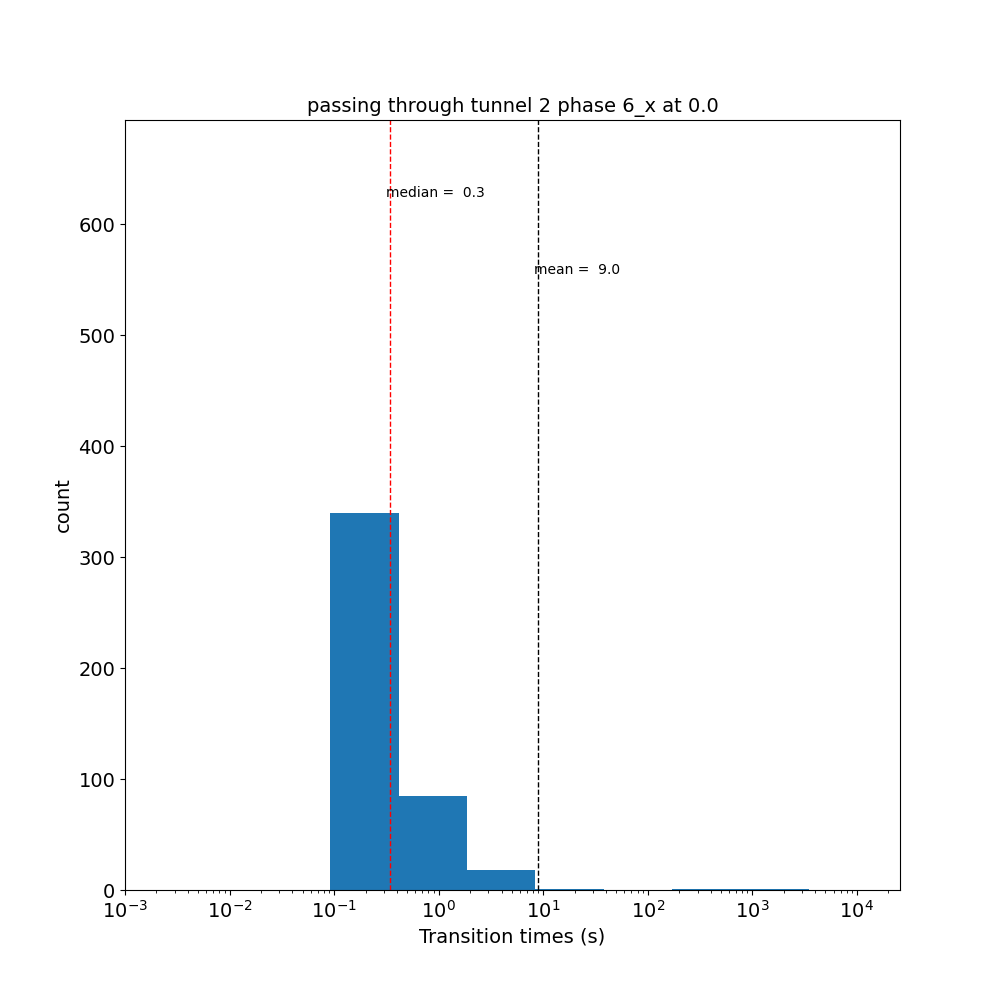 passing through tunnel 2 phase 6_x at 0.0
median =  0.3
mean =  9.0
600
500
400
300
200
100
0
count
10⁻³ 10⁻² 10⁻¹ 10⁰ 10¹ 10² 10³ 10⁴
Transition times (s)